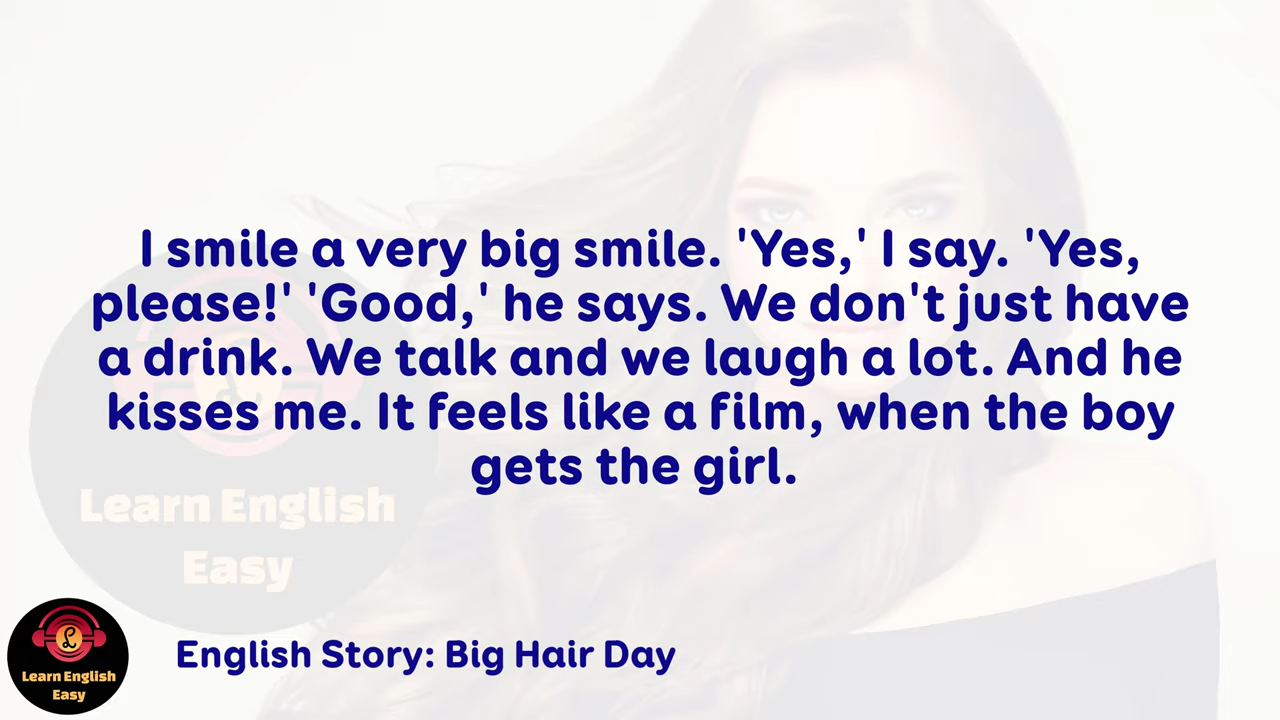 I smile a very big smile. 'Yes,' I say. 'Yes,
please!' 'Good,' he says. We don't just have
a drink. We talk and we laugh a lot. And he
kisses me. It feels like a film, when the boy
gets the girl.
Learn English
Easy
English Story: Big Hair Day
Learn English
Easy